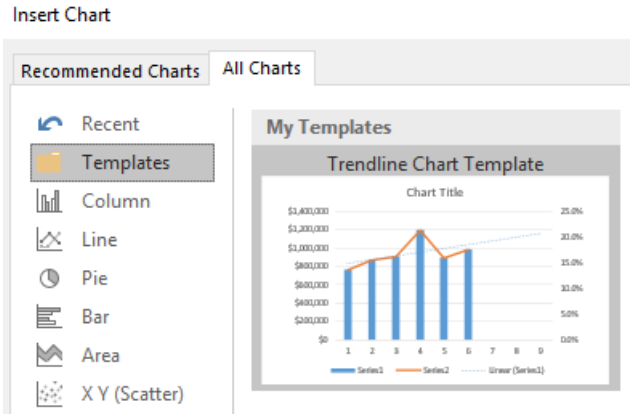 Insert Chart
Recommended Charts
All Charts
Recent
Templates
Column
Line
Pie
Bar
Area
X Y (Scatter)
My Templates
Trendline Chart Template
Chart Title
$1,400,000
$1,200,000
$1,000,000
$800,000
$600,000
$400,000
$200,000
$0
25.0%
20.0%
15.0%
10.0%
5.0%
0.0%
1 2 3 4 5 6 7 8 9
Series1 Series2 Linear (Series1)